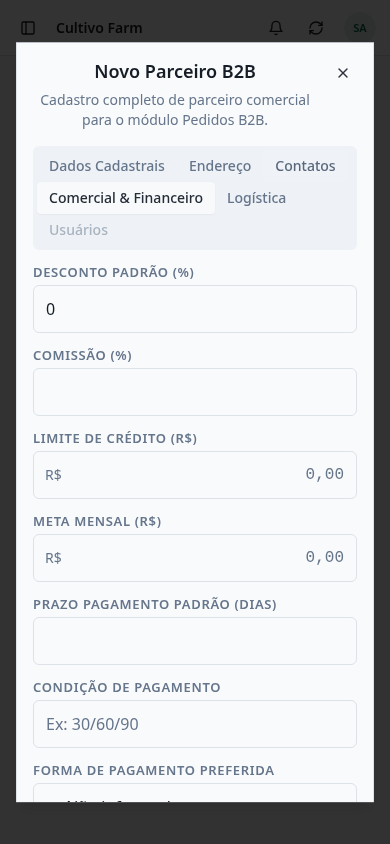 Cultivo Farm
SA
Novo Parceiro B2B
Cadastro completo de parceiro comercial
para o módulo Pedidos B2B.
Dados Cadastrais Endereço Contatos
Comercial & Financeiro Logística
Usuários
DESCONTO PADRÃO (%)
0
COMISSÃO (%)
LIMITE DE CRÉDITO (R$)
R$ 0,00
META MENSAL (R$)
R$ 0,00
PRAZO PAGAMENTO PADRÃO (DIAS)
CONDIÇÃO DE PAGAMENTO
Ex: 30/60/90
FORMA DE PAGAMENTO PREFERIDA